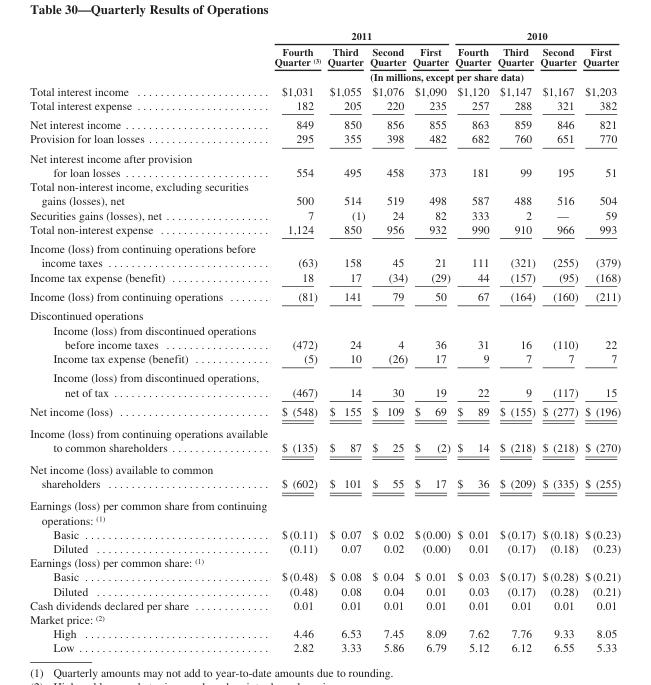 Table 30—Quarterly Results of Operations
2011 2010
Fourth Third Second First Fourth Third Second First
Quarter (3) Quarter Quarter Quarter Quarter Quarter Quarter Quarter
(In millions, except per share data)
Total interest income . . . . . . . . . . . . . . . . . . . . . . . $1,031 $1,055 $1,076 $1,090 $1,120 $1,147 $1,167 $1,203
Total interest expense . . . . . . . . . . . . . . . . . . . . . . 182 205 220 235 257 288 321 382
Net interest income . . . . . . . . . . . . . . . . . . . . . . . . 849 850 856 855 863 859 846 821
Provision for loan losses . . . . . . . . . . . . . . . . . . . . 295 355 398 482 682 760 651 770
Net interest income after provision
for loan losses . . . . . . . . . . . . . . . . . . . . . . . . 554 495 458 373 181 99 195 51
Total non-interest income, excluding securities
gains (losses), net 500 514 519 498 587 488 516 504
Securities gains (losses), net . . . . . . . . . . . . . . . . . 7 (1) 24 82 333 2 — 59
Total non-interest expense . . . . . . . . . . . . . . . . . . . 1,124 850 956 932 990 910 966 993
Income (loss) from continuing operations before
income taxes . . . . . . . . . . . . . . . . . . . . . . . . . (63) 158 45 21 111 (321) (255) (379)
Income tax expense (benefit) . . . . . . . . . . . . . . . . . 18 17 (34) (29) 44 (157) (95) (168)
Income (loss) from continuing operations . . . . . . . (81) 141 79 50 67 (164) (160) (211)
Discontinued operations
Income (loss) from discontinued operations
before income taxes . . . . . . . . . . . . . . . . . (472) 24 4 36 31 16 (110) 22
Income tax expense (benefit) . . . . . . . . . . . . . (5) 10 (26) 17 9 7 7 7
Income (loss) from discontinued operations,
net of tax . . . . . . . . . . . . . . . . . . . . . . . . . . (467) 14 30 19 22 9 (117) 15
Net income (loss) . . . . . . . . . . . . . . . . . . . . . . . . . . $ (548) $ 155 $ 109 $ 69 $ 89 $ (155) $ (277) $ (196)
Income (loss) from continuing operations available
to common shareholders . . . . . . . . . . . . . . . . . $ (135) $ 87 $ 25 $ (2) $ 14 $ (218) $ (218) $ (270)
Net income (loss) available to common
shareholders . . . . . . . . . . . . . . . . . . . . . . . . . . $ (602) $ 101 $ 55 $ 17 $ 36 $ (209) $ (335) $ (255)
Earnings (loss) per common share from continuing
operations: (1)
Basic . . . . . . . . . . . . . . . . . . . . . . . . . . . . . . . $(0.11) $ 0.07 $ 0.02 $(0.00) $ 0.01 $(0.17) $(0.18) $(0.23)
Diluted . . . . . . . . . . . . . . . . . . . . . . . . . . . . . . (0.11) 0.07 0.02 (0.00) 0.01 (0.17) (0.18) (0.23)
Earnings (loss) per common share: (1)
Basic . . . . . . . . . . . . . . . . . . . . . . . . . . . . . . . $(0.48) $ 0.08 $ 0.04 $ 0.01 $ 0.03 $(0.17) $(0.28) $(0.21)
Diluted . . . . . . . . . . . . . . . . . . . . . . . . . . . . . . (0.48) 0.08 0.04 0.01 0.03 (0.17) (0.28) (0.21)
Cash dividends declared per share . . . . . . . . . . . . . 0.01 0.01 0.01 0.01 0.01 0.01 0.01 0.01
Market price: (2)
High . . . . . . . . . . . . . . . . . . . . . . . . . . . . . . . 4.46 6.53 7.45 8.09 7.62 7.76 9.33 8.05
Low . . . . . . . . . . . . . . . . . . . . . . . . . . . . . . . . 2.82 3.33 5.86 6.79 5.12 6.12 6.55 5.33
(1) Quarterly amounts may not add to year-to-date amounts due to rounding.